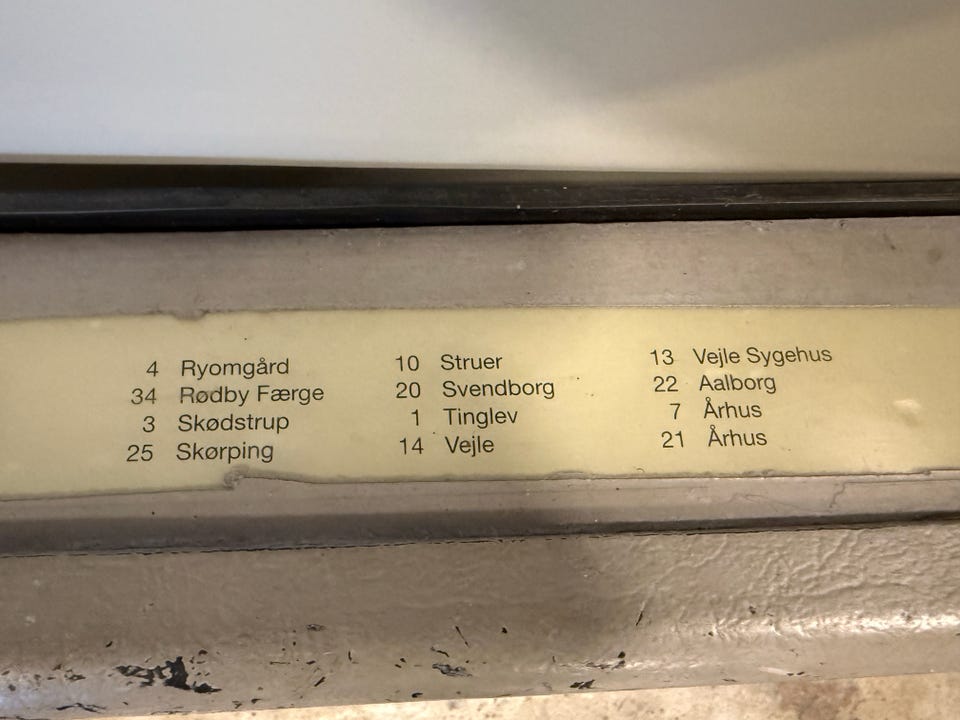 4 Ryomgård
34 Rødby Færge
3 Skødstrup
25 Skørping
10 Struer
20 Svendborg
1 Tinglev
14 Vejle
13 Vejle Sygehus
22 Aalborg
7 Århus
21 Århus